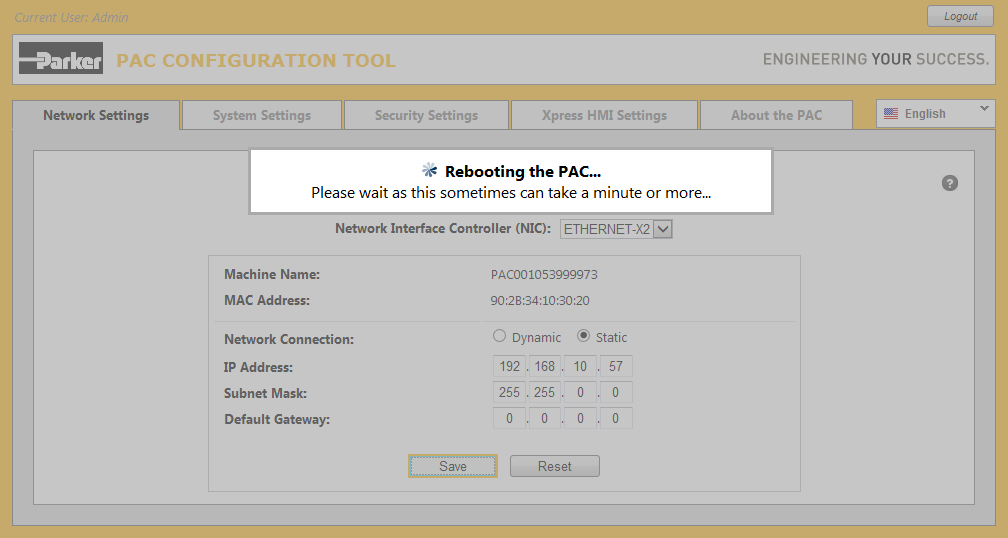 Current User: Admin
Logout
Parker
PAC CONFIGURATION TOOL
ENGINEERING YOUR SUCCESS.
Network Settings
System Settings
Security Settings
Xpress HMI Settings
About the PAC
English
Rebooting the PAC...
Please wait as this sometimes can take a minute or more...
?
Network Interface Controller (NIC): ETHERNET-X2
Machine Name: PAC001053999973
MAC Address: 90:2B:34:10:30:20
Network Connection: Dynamic Static
IP Address: 192 . 168 . 10 . 57
Subnet Mask: 255 . 255 . 0 . 0
Default Gateway: 0 . 0 . 0 . 0
Save Reset